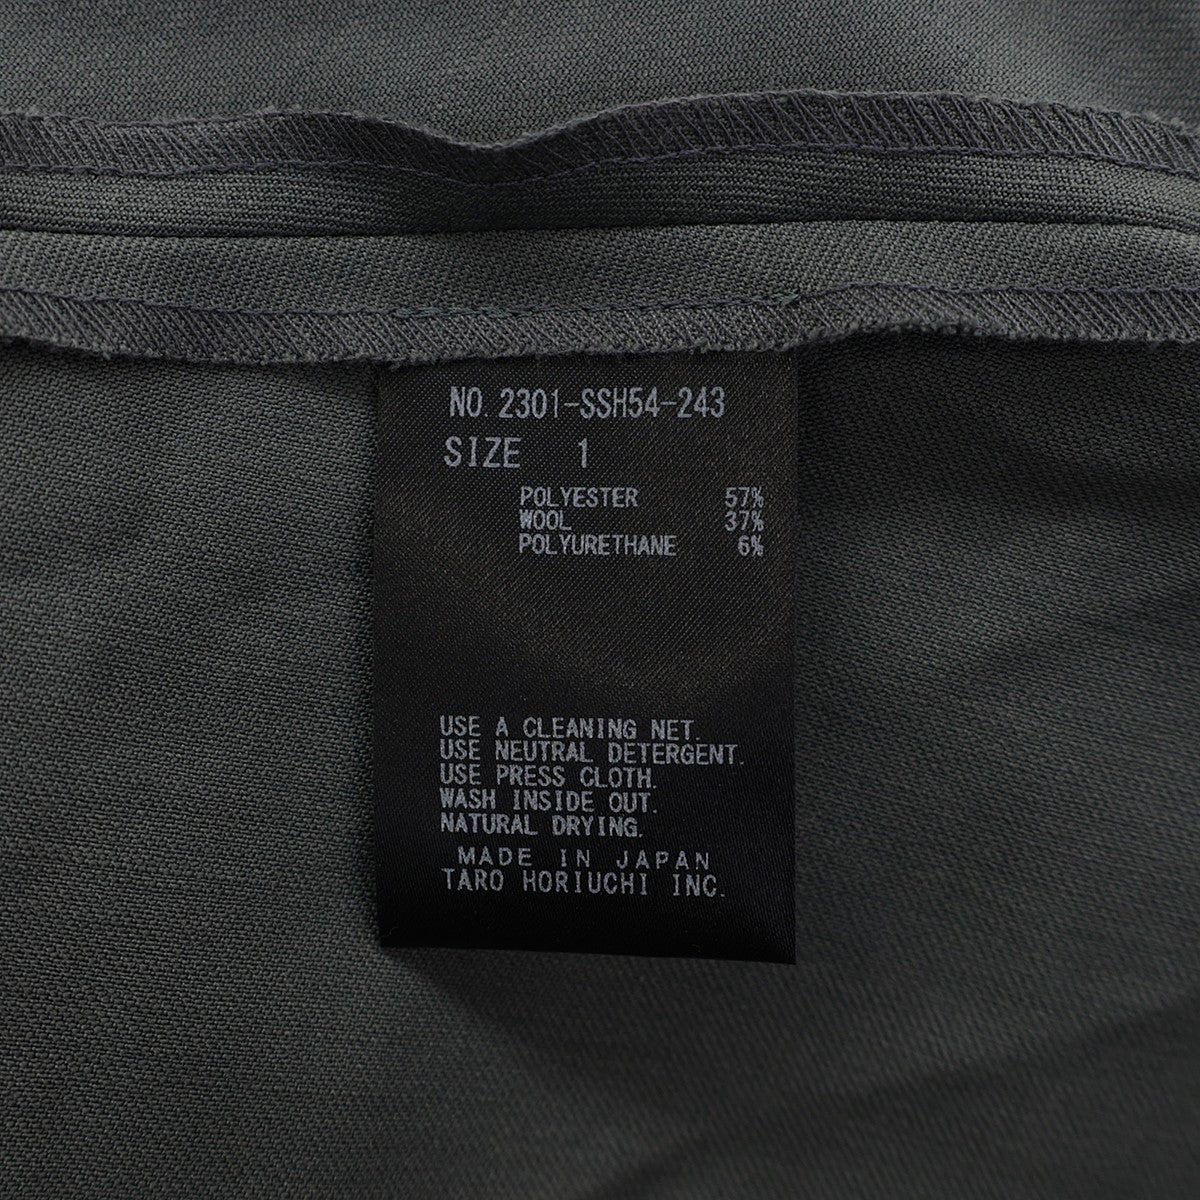 NO. 2301-SSH54-243
SIZE 1
POLYESTER 57%
WOOL 37%
POLYURETHANE 6%
USE A CLEANING NET.
USE NEUTRAL DETERGENT.
USE PRESS CLOTH.
WASH INSIDE OUT.
NATURAL DRYING.
MADE IN JAPAN
TARO HORIUCHI INC.